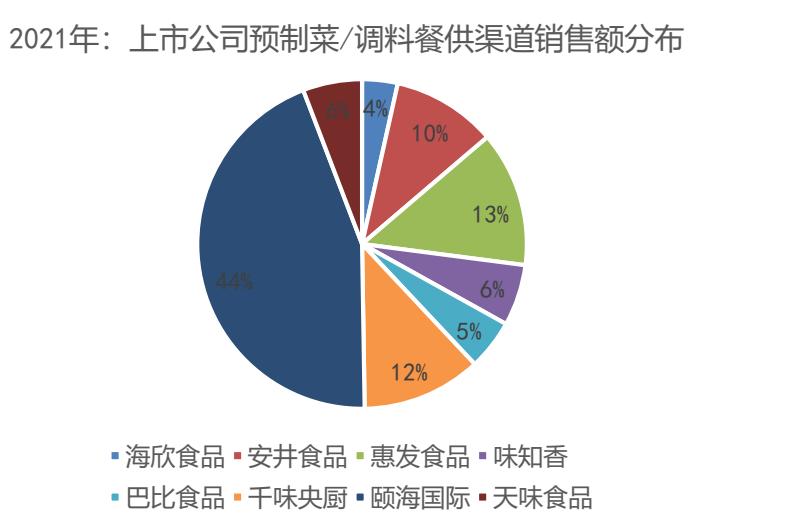 2021年：上市公司预制菜/调料餐供渠道销售额分布
6% 4%
10%
13%
44%
6%
5%
12%
海欣食品 安井食品 惠发食品 味知香
巴比食品 千味央厨 颐海国际 天味食品